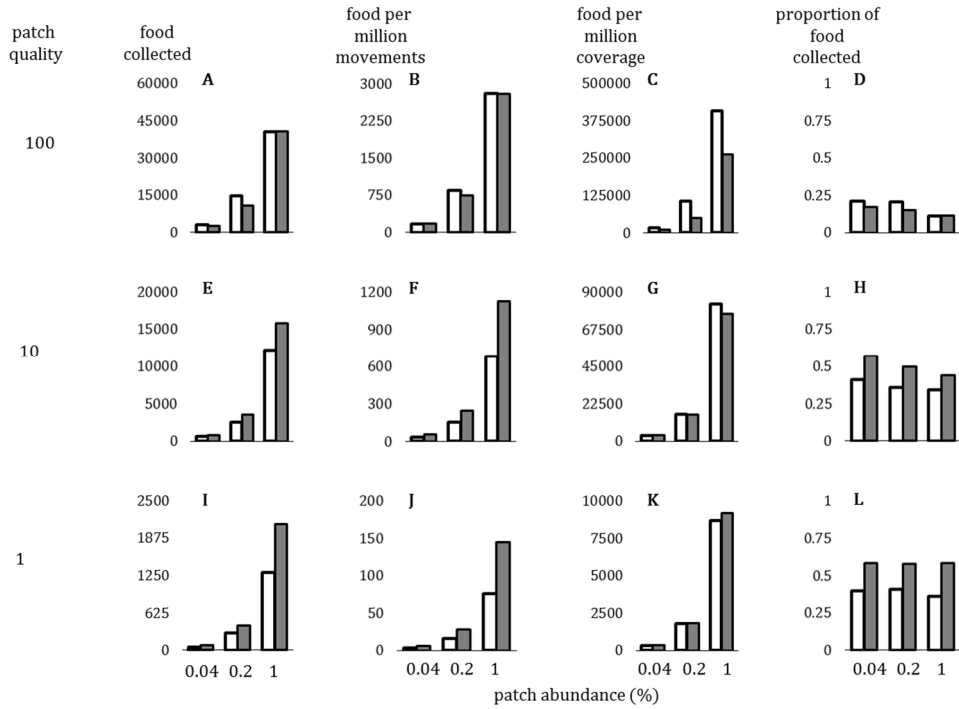 patch quality
food collected
food per million movements
food per million coverage
proportion of food collected
A
B
C
D
60000
45000
30000
15000
0
3000
2250
1500
750
0
500000
375000
250000
125000
0
1
0.75
0.5
0.25
0
100
E
F
G
H
20000
15000
10000
5000
0
1200
900
600
300
0
90000
67500
45000
22500
0
1
0.75
0.5
0.25
0
10
I
J
K
L
2500
1875
1250
625
0
200
150
100
50
0
10000
7500
5000
2500
0
1
0.75
0.5
0.25
0
1
0.04 0.2 1
0.04 0.2 1
0.04 0.2 1
0.04 0.2 1
patch abundance (%)